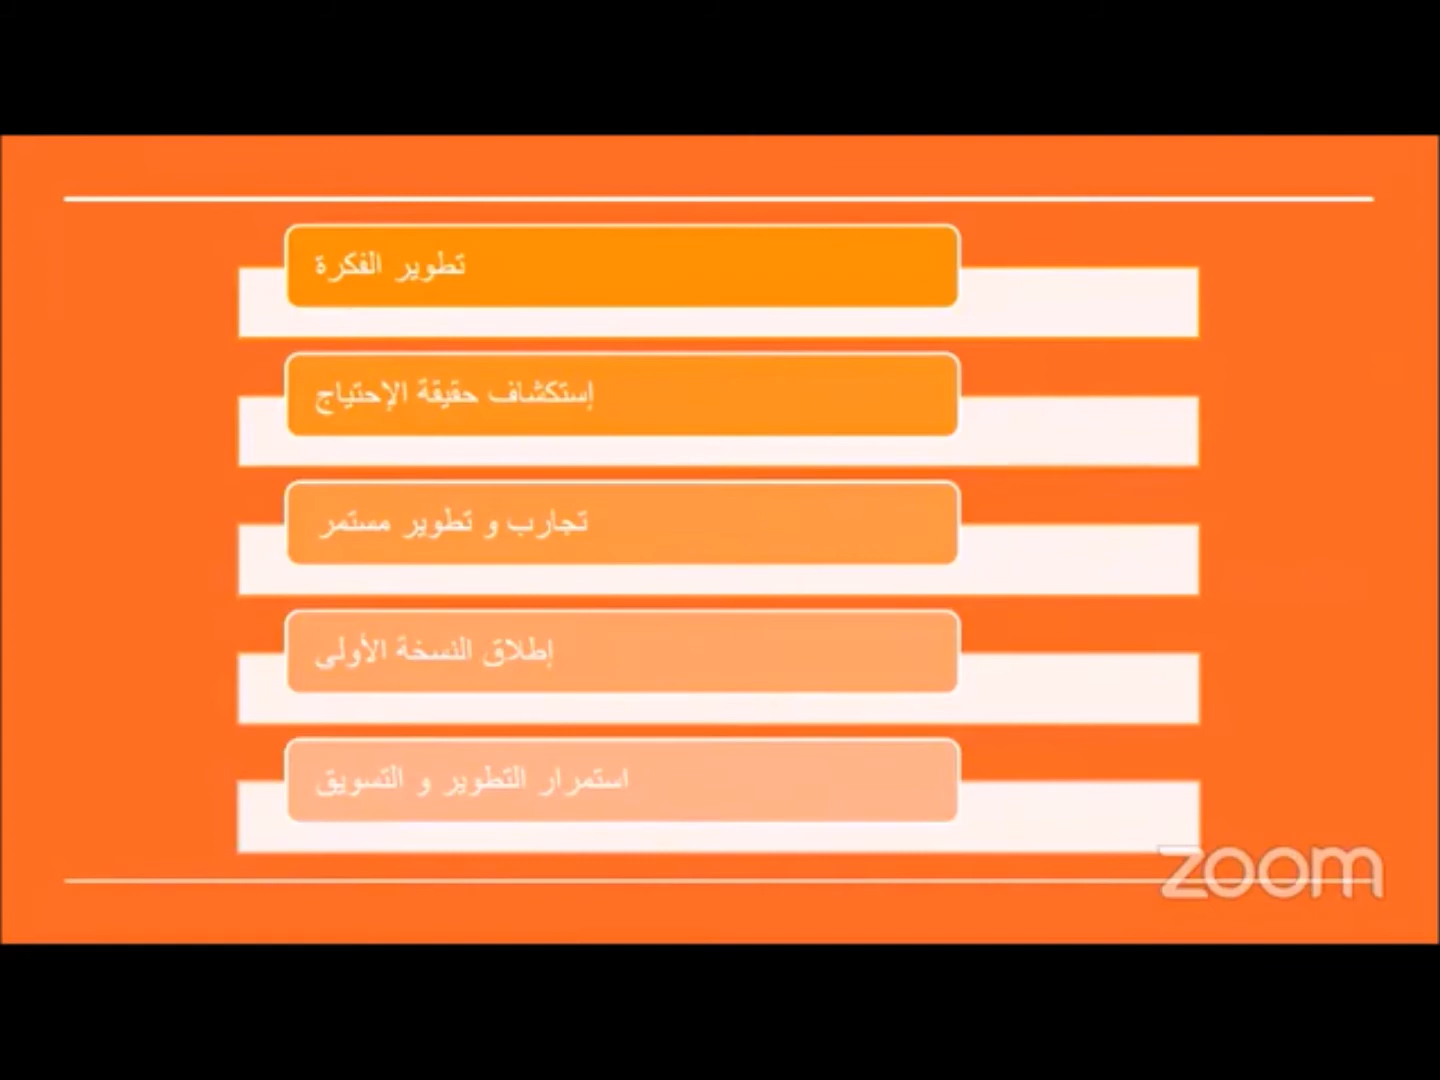 تطوير الفكرة
إستكشاف حقيقة الإحتياج
تجارب و تطوير مستمر
إطلاق النسخة الأولى
استمرار التطوير و التسويق
zoom